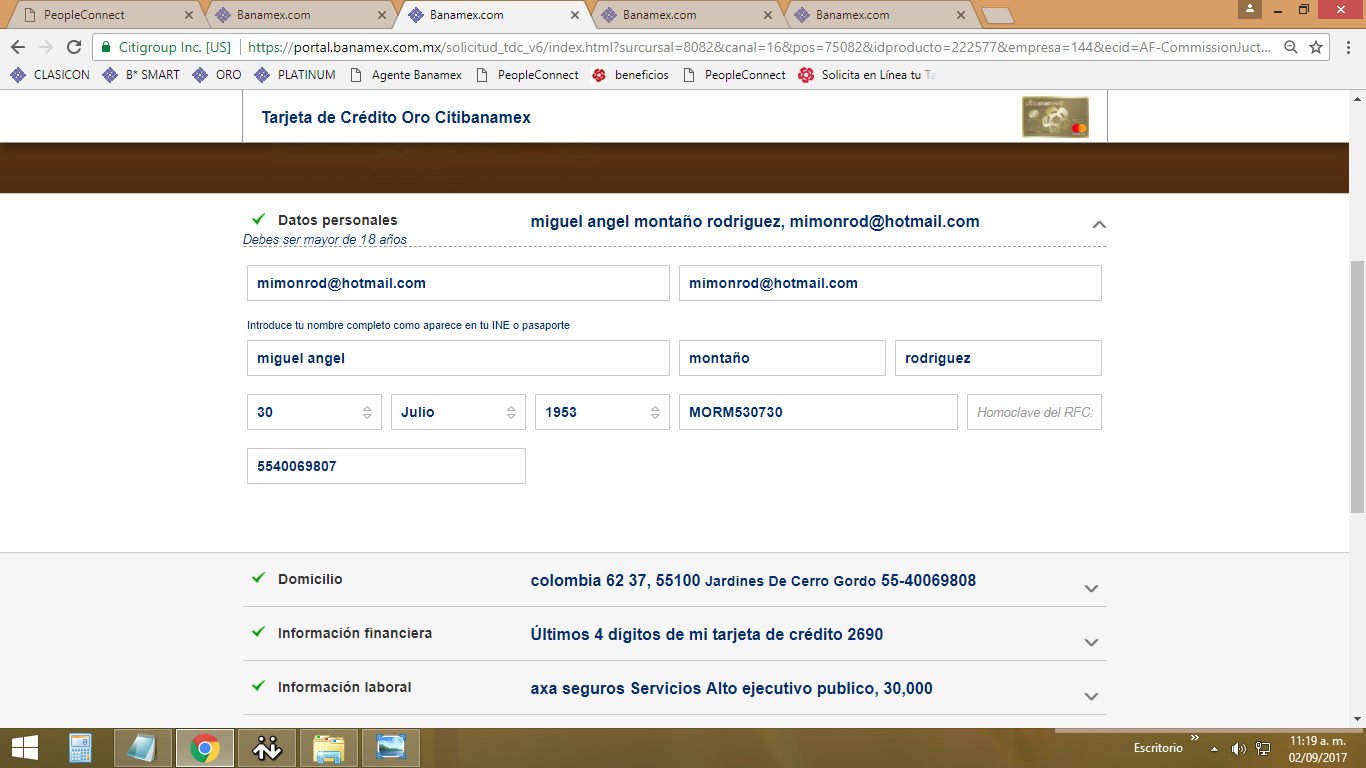 PeopleConnect Banamex.com Banamex.com Banamex.com Banamex.com
Citigroup Inc. [US] https://portal.banamex.com.mx/solicitud_tdc_v6/index.html?sursursal=8082&canal=16&pos=75082&idproducto=222577&empresa=144&ecid=AF-CommissionJuct...
CLASICON B* SMART ORO PLATINUM Agente Banamex PeopleConnect beneficios PeopleConnect Solicita en Línea tu Ta
Tarjeta de Crédito Oro Citibanamex
Datos personales miguel angel montaño rodriguez, mimonrod@hotmail.com
Debes ser mayor de 18 años
mimonrod@hotmail.com mimonrod@hotmail.com
Introduce tu nombre completo como aparece en tu INE o pasaporte
miguel angel montaño rodriguez
30 Julio 1953 MORM530730 Homoclave del RFC:
5540069807
Domicilio colombia 62 37, 55100 Jardines De Cerro Gordo 55-40069808
Información financiera Últimos 4 dígitos de mi tarjeta de crédito 2690
Información laboral axa seguros Servicios Alto ejecutivo publico, 30,000
Escritorio 11:19 a. m.
02/09/2017